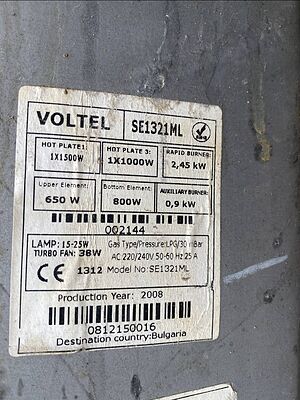 VOLTEL SE1321ML
HOT PLATE1: HOT PLATE 3: RAPID BURNER:
1X1500W 1X1000W 2,45 kW
Upper Element: Bottom Element: AUXILIARY BURNER:
650 W 800W 0,9 kW
002144
LAMP: 15-25W Gas Type/Pressure:LPG/30 mbar
TURBO FAN: 38W AC 220/240V 50-60 Hz 25 A
CE 1312 Model No: SE1321ML
Production Year: 2008
0812150016
Destination country:Bulgaria